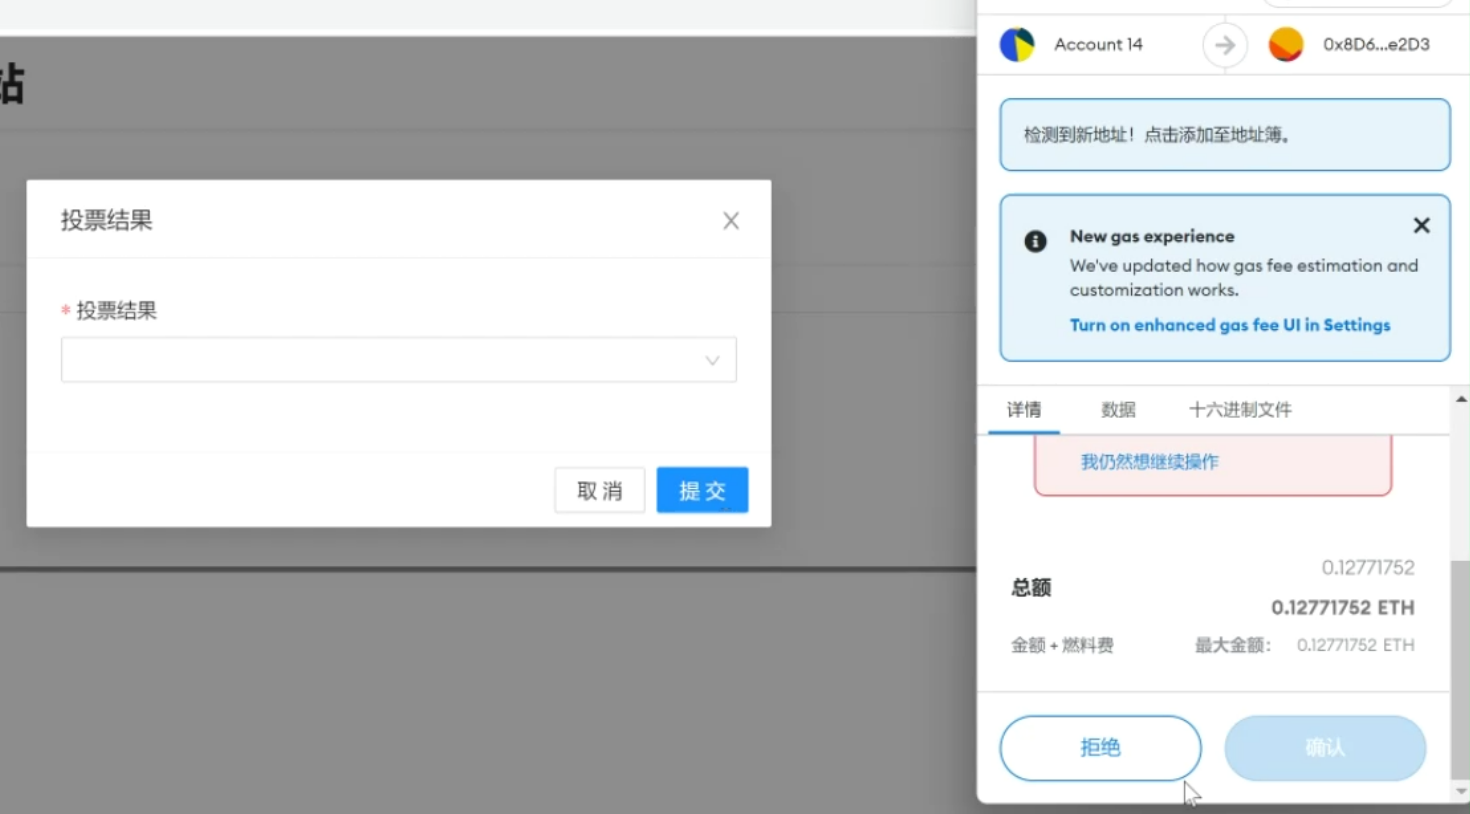 站
投票结果
* 投票结果
取 消
提 交
Account 14
0x8D6...e2D3
检测到新地址！点击添加至地址簿。
New gas experience
We've updated how gas fee estimation and
customization works.
Turn on enhanced gas fee UI in Settings
详情
数据
十六进制文件
我仍然想继续操作
0.12771752
总额
0.12771752 ETH
金额 + 燃料费
最大金额： 0.12771752 ETH
拒绝
确认